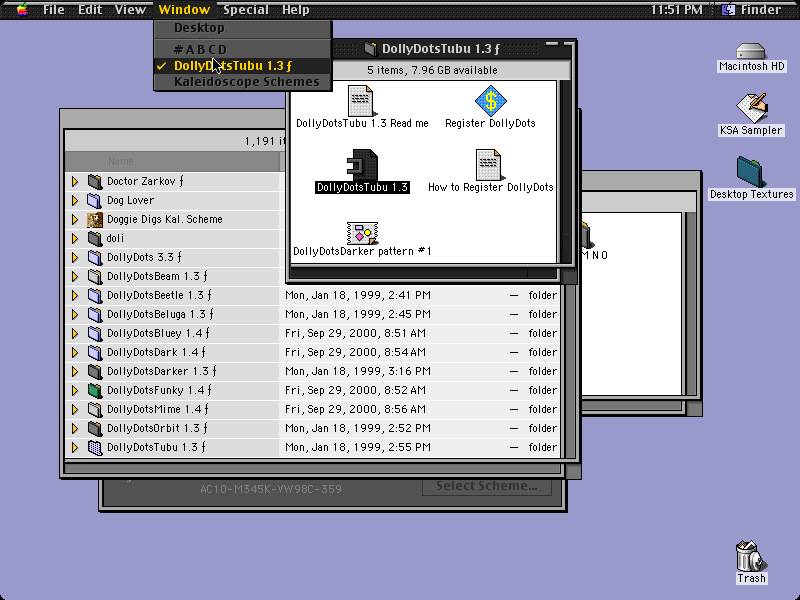 File Edit View Window Special Help 11:51 PM Finder
Desktop
#ABCD
✓ DollyDotsTubu 1.3 ƒ
Kaleidoscope Schemes
DollyDotsTubu 1.3 ƒ
5 items, 7.96 GB available
DollyDotsTubu 1.3 Read me
Register DollyDots
DollyDotsTubu 1.3
How to Register DollyDots
DollyDotsDarker pattern #1
Macintosh HD
KSA Sampler
Desktop Textures
Trash
1,191 it
Name
Doctor Zarkov ƒ
Dog Lover
Doggie Digs Kal. Scheme
doli
DollyDots 3.3 ƒ
DollyDotsBeam 1.3 ƒ
DollyDotsBeetle 1.3 ƒ Mon, Jan 18, 1999, 2:41 PM — folder
DollyDotsBeluga 1.3 ƒ Mon, Jan 18, 1999, 2:45 PM — folder
DollyDotsBluey 1.4 ƒ Fri, Sep 29, 2000, 8:51 AM — folder
DollyDotsDark 1.4 ƒ Fri, Sep 29, 2000, 8:54 AM — folder
DollyDotsDarker 1.3 ƒ Mon, Jan 18, 1999, 3:16 PM — folder
DollyDotsFunky 1.4 ƒ Fri, Sep 29, 2000, 8:52 AM — folder
DollyDotsMime 1.4 ƒ Fri, Sep 29, 2000, 8:56 AM — folder
DollyDotsOrbit 1.3 ƒ Mon, Jan 18, 1999, 2:52 PM — folder
DollyDotsTubu 1.3 ƒ Mon, Jan 18, 1999, 2:55 PM — folder
M N O
AC10-M345K-VW98C-359
Select Scheme...